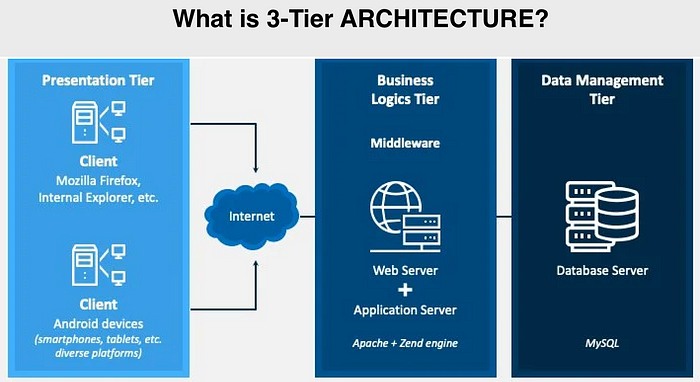 What is 3-Tier ARCHITECTURE?
Presentation Tier
Client
Mozilla Firefox,
Internal Explorer, etc.
Client
Android devices
(smartphones, tablets, etc.
diverse platforms)
Internet
Business
Logics Tier
Middleware
Web Server
+
Application Server
Apache + Zend engine
Data Management
Tier
Database Server
MySQL